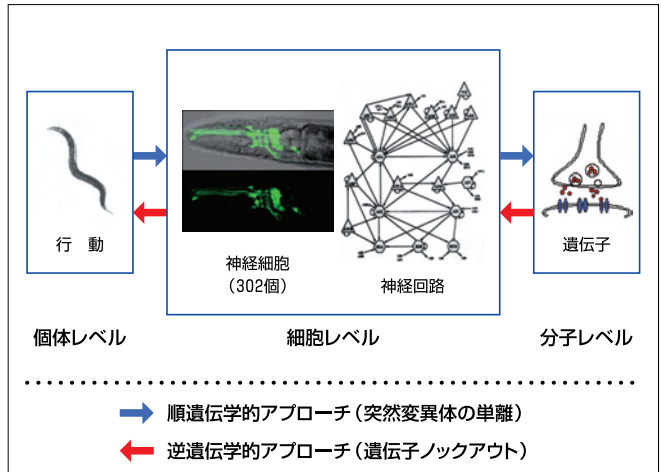 行 動
神経細胞
（302個）
神経回路
遺伝子
個体レベル
細胞レベル
分子レベル
順遺伝学的アプローチ（突然変異体の単離）
逆遺伝学的アプローチ（遺伝子ノックアウト）